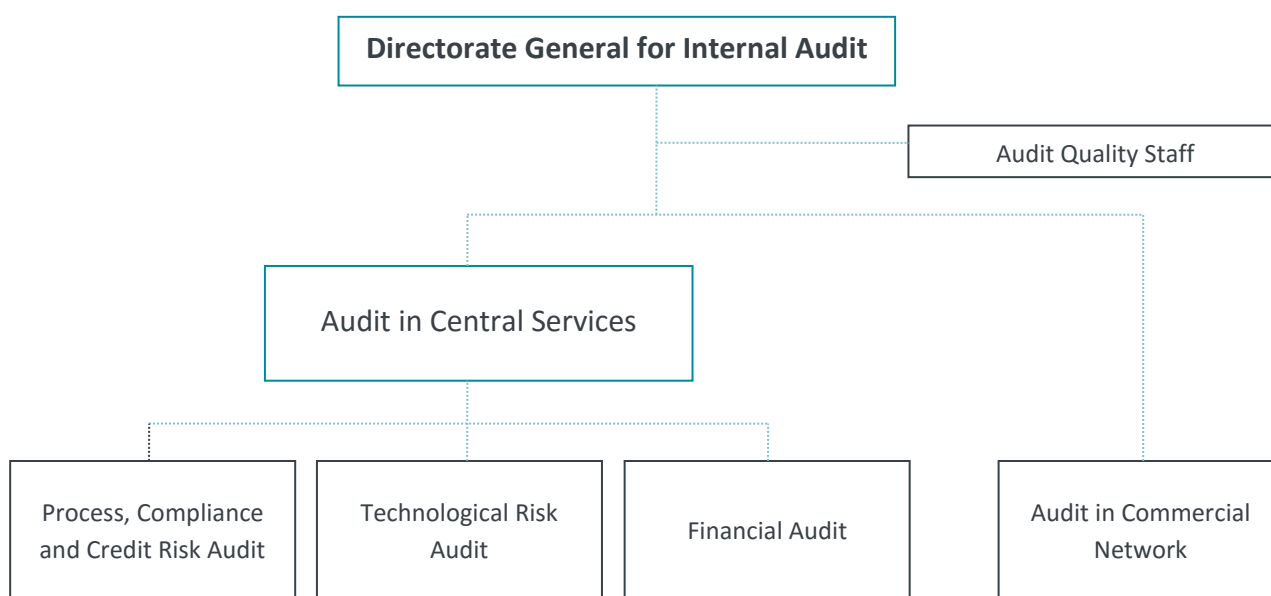 Directorate General for Internal Audit
Audit Quality Staff
Audit in Central Services
Process, Compliance
and Credit Risk Audit
Technological Risk
Audit
Financial Audit
Audit in Commercial
Network